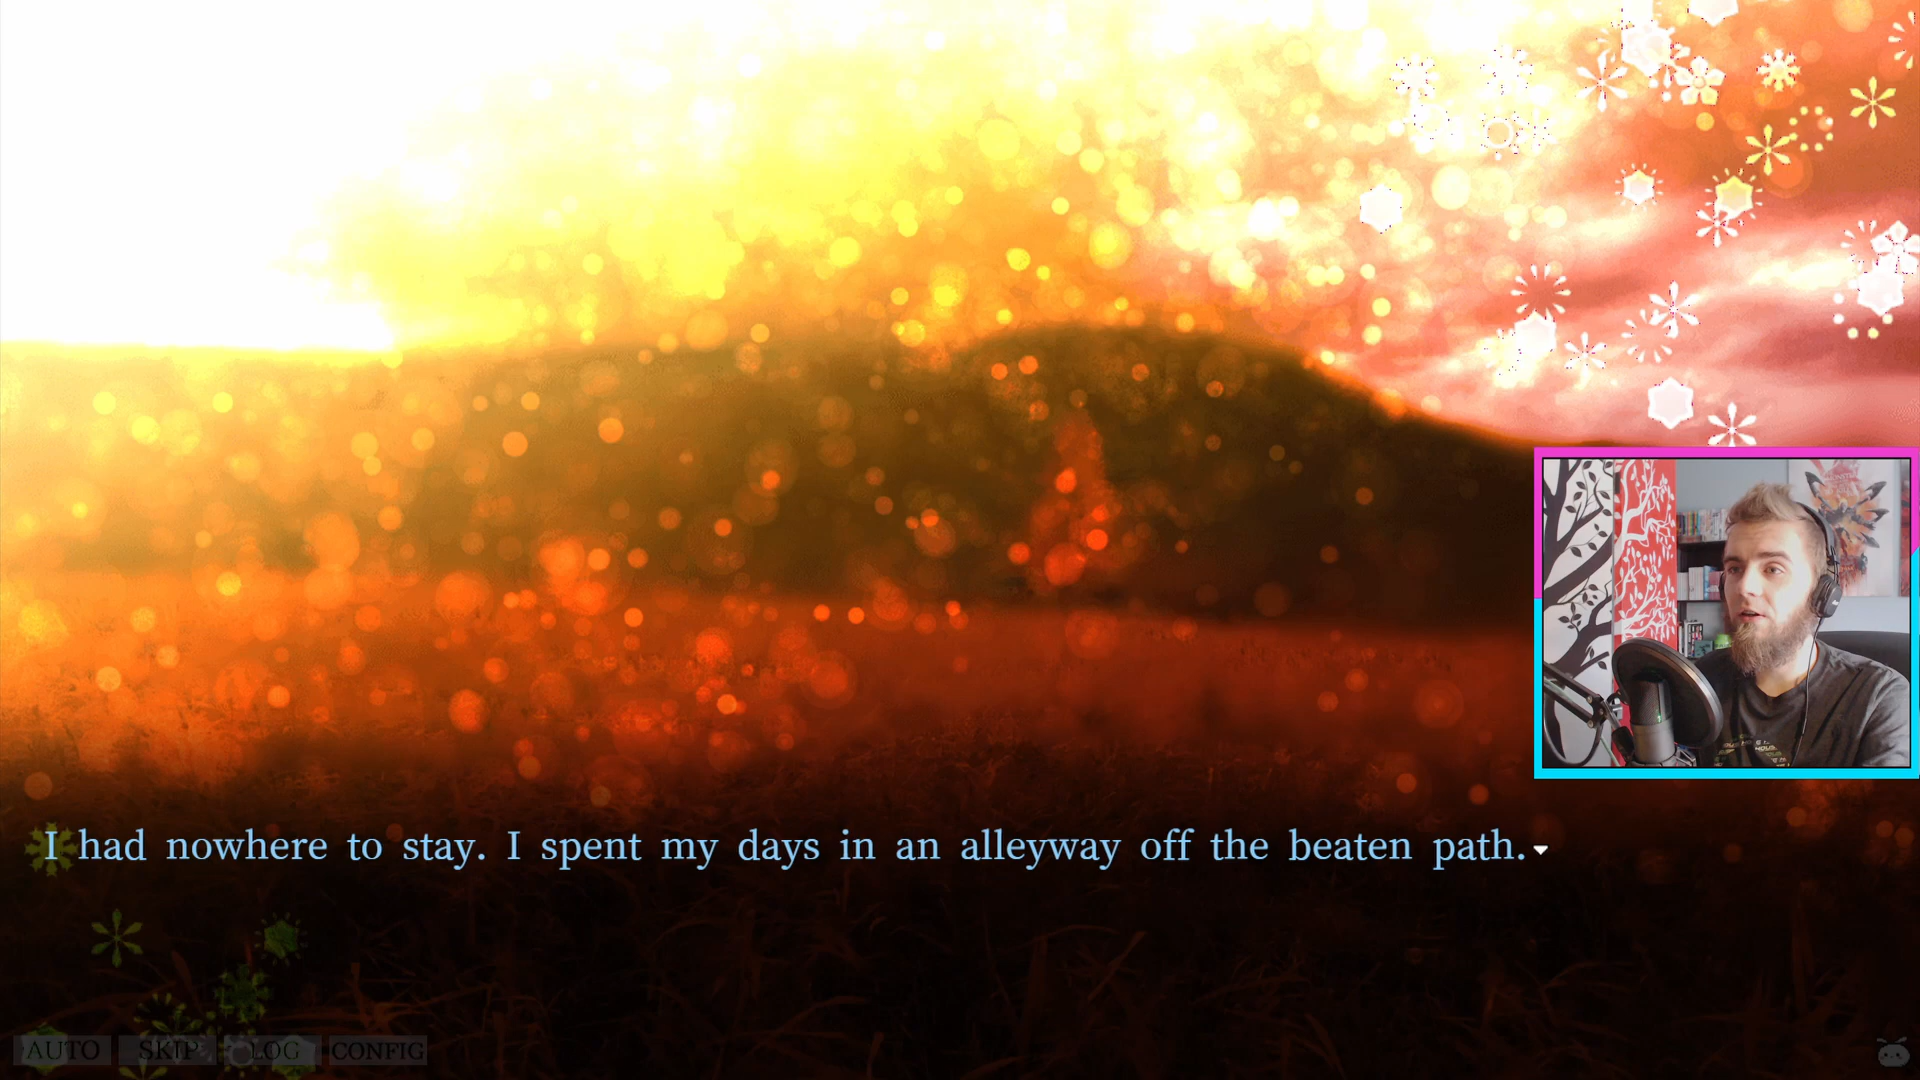 I had nowhere to stay. I spent my days in an alleyway off the beaten path.
AUTO SKIP LOG CONFIG